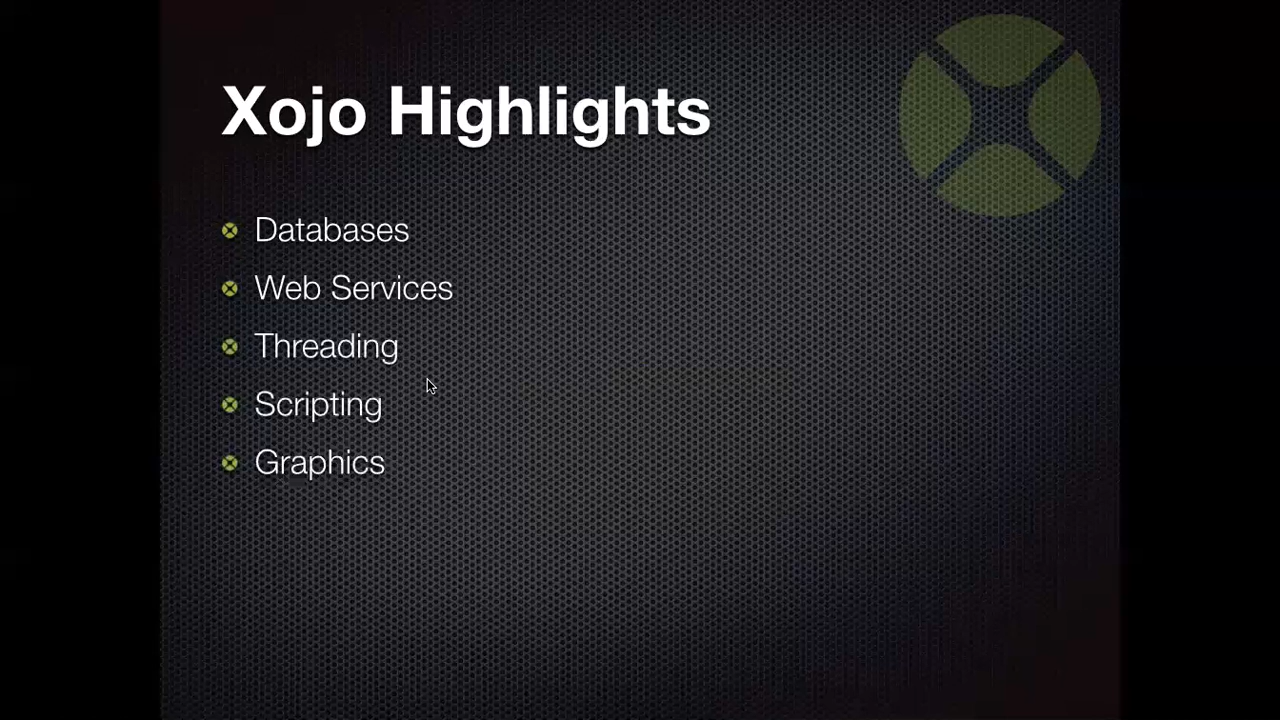 Xojo Highlights
Databases
Web Services
Threading
Scripting
Graphics